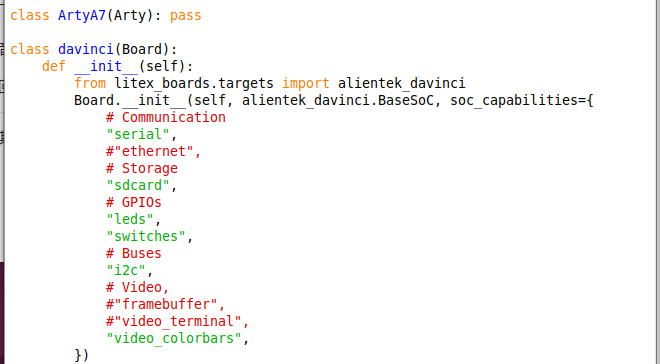 class ArtyA7(Arty): pass
class davinci(Board):
def __init__(self):
from litex_boards.targets import alientek_davinci
Board.__init__(self, alientek_davinci.BaseSoC, soc_capabilities={
# Communication
"serial",
#"ethernet",
# Storage
"sdcard",
# GPIOs
"leds",
"switches",
# Buses
"i2c",
# Video,
#"framebuffer",
#"video_terminal",
"video_colorbars",
})